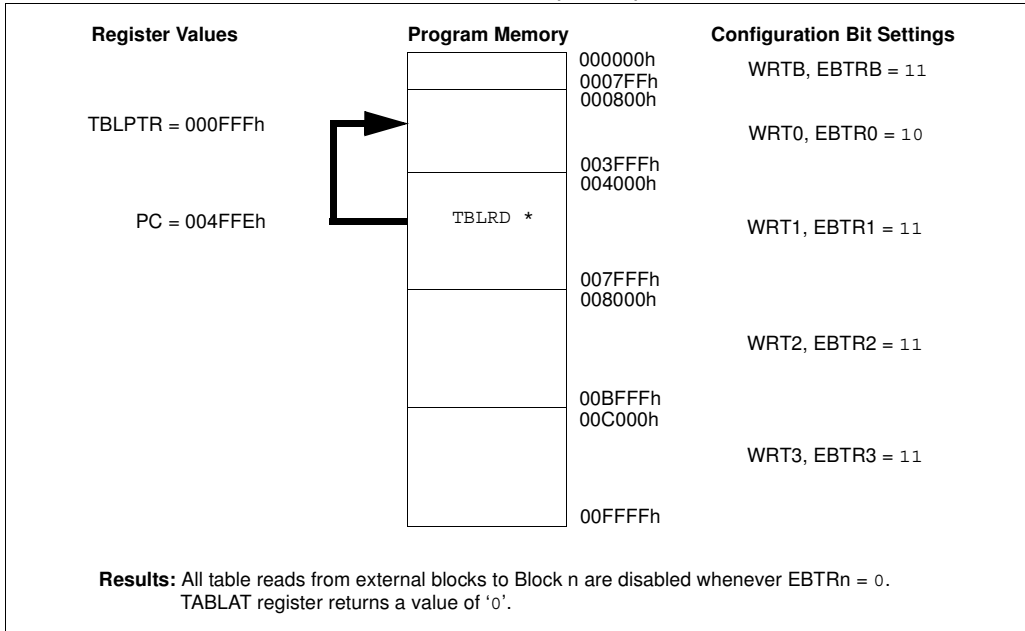 Register Values
Program Memory
Configuration Bit Settings
000000h
WRTB, EBTRB = 11
0007FFh
000800h
TBLPTR = 000FFFh
WRT0, EBTR0 = 10
003FFFh
004000h
PC = 004FFEh
TBLRD *
WRT1, EBTR1 = 11
007FFFh
008000h
WRT2, EBTR2 = 11
00BFFFh
00C000h
WRT3, EBTR3 = 11
00FFFFh
Results: All table reads from external blocks to Block n are disabled whenever EBTRn = 0.
TABLAT register returns a value of ‘0’.